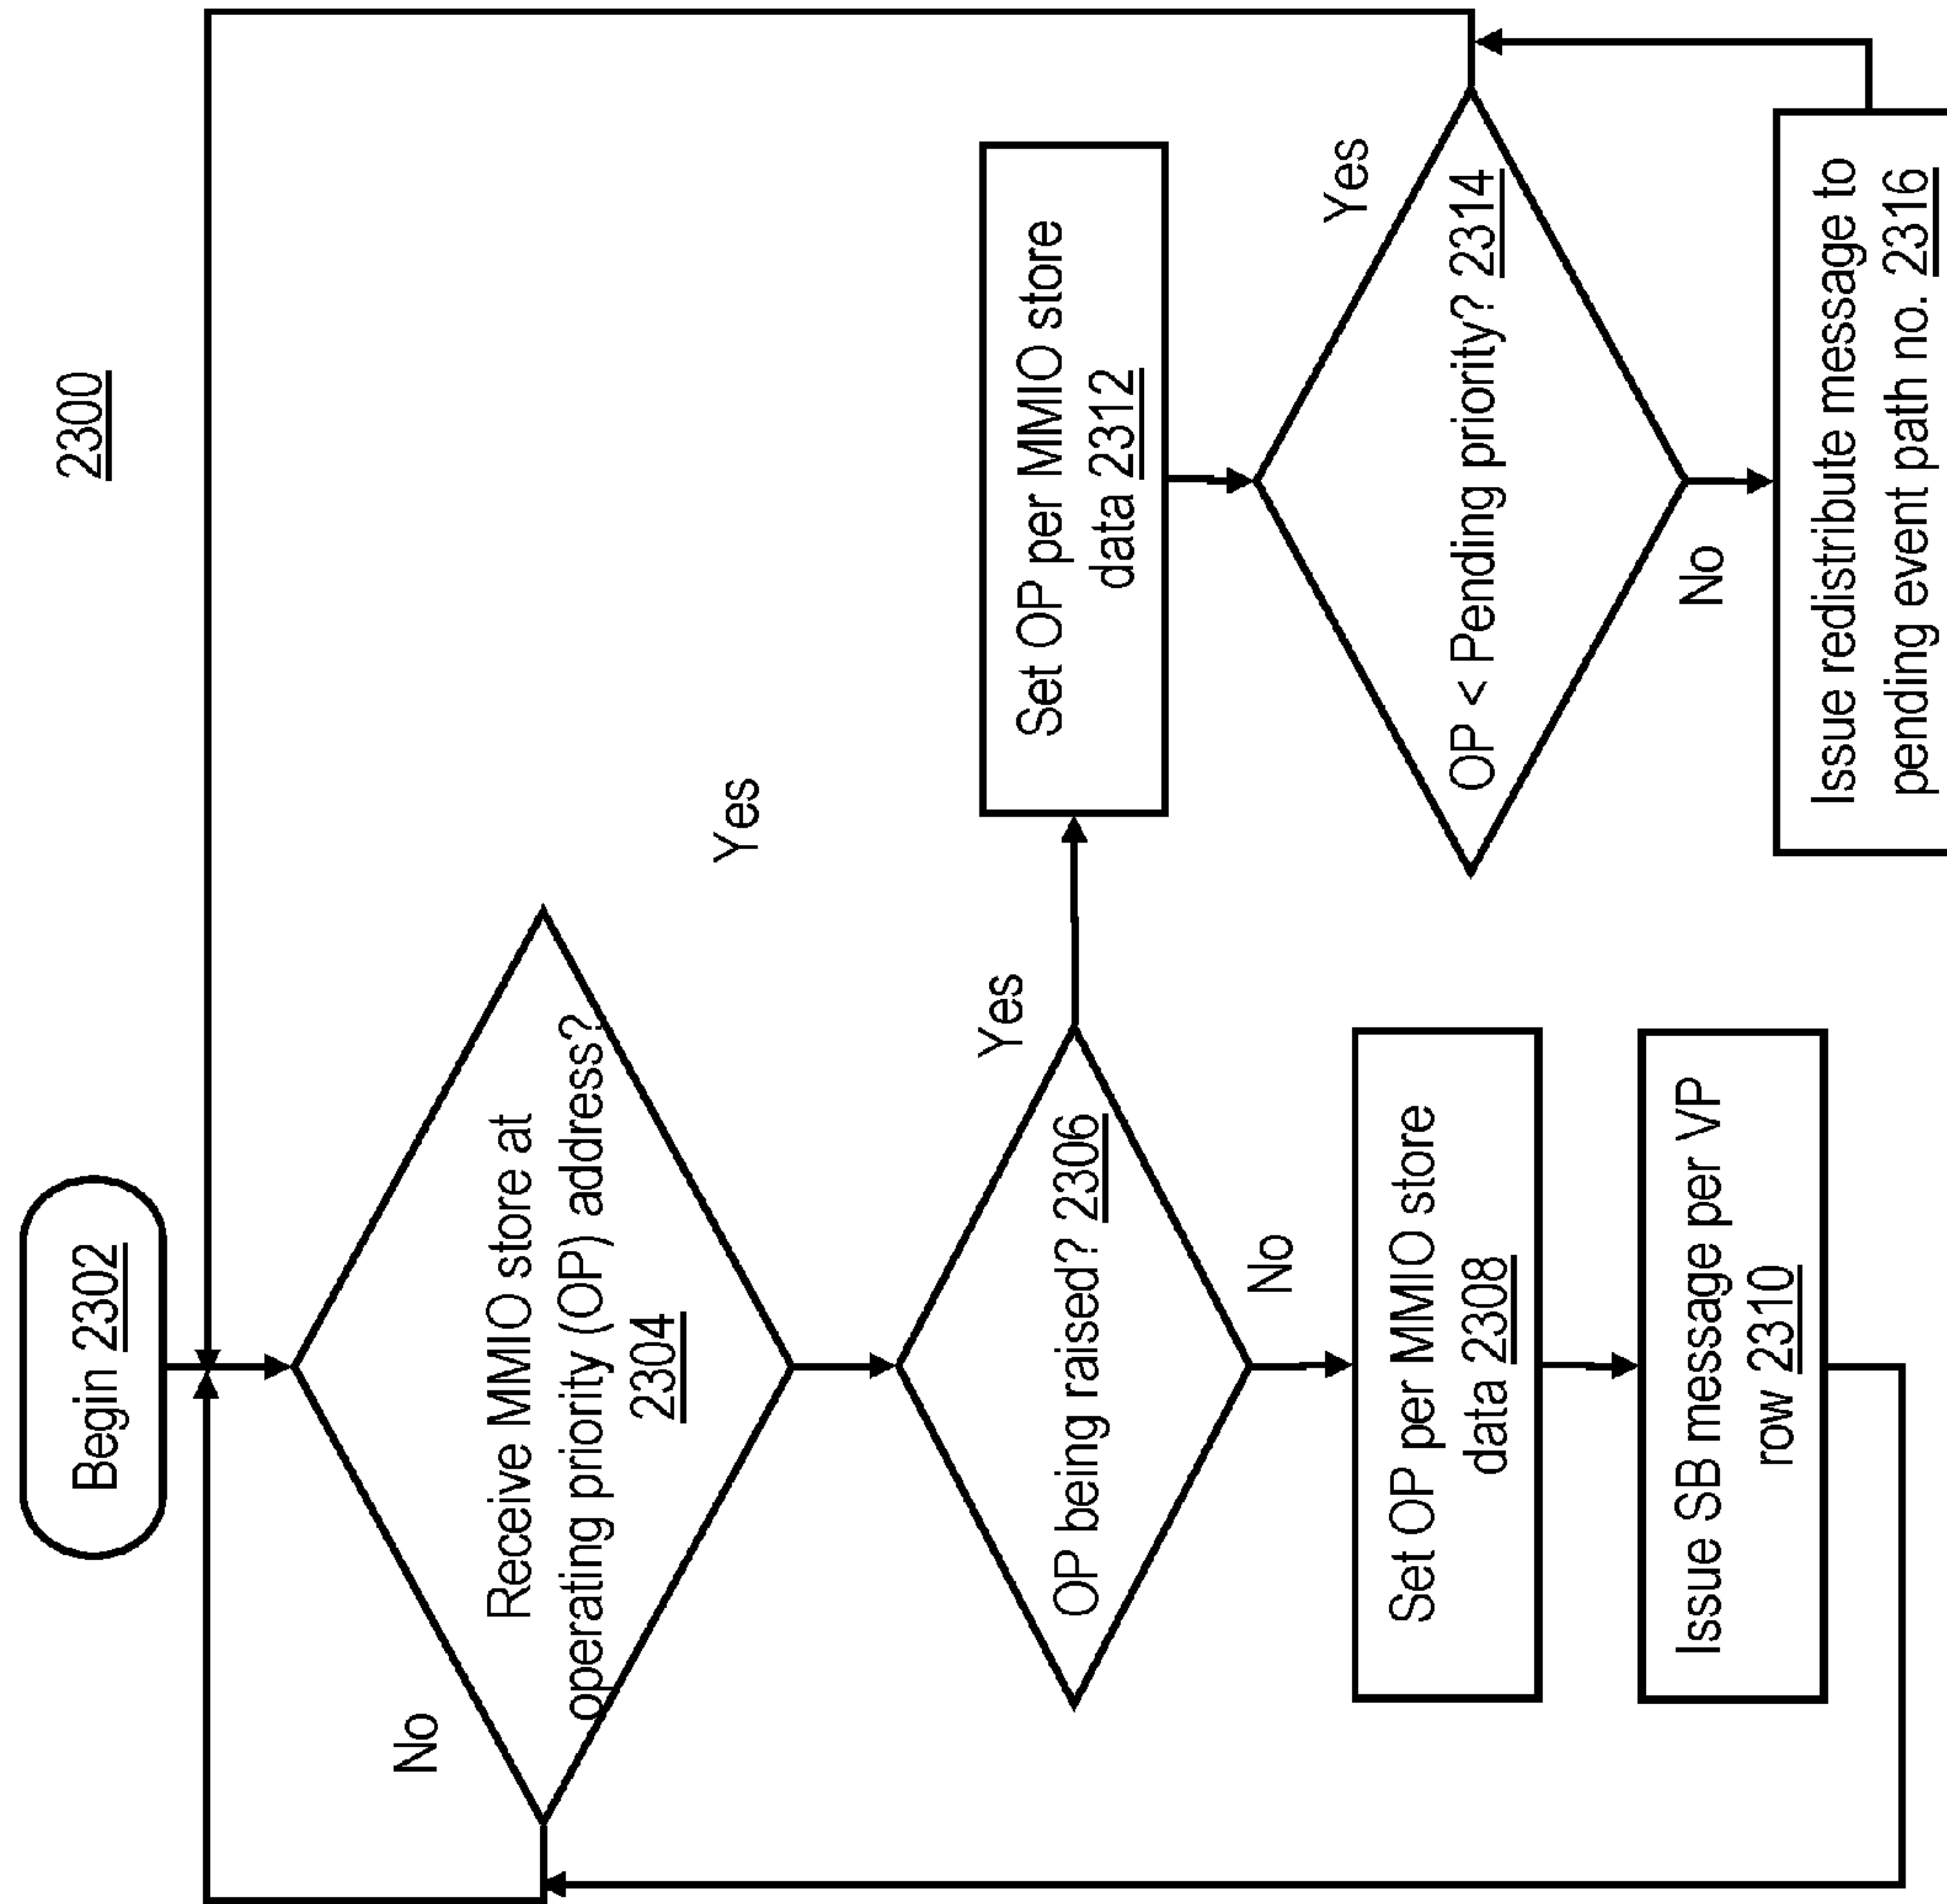 2300
Begin 2302
Receive MMIO store at
operating priority (OP) address?
2304
No
Yes
OP being raised? 2306
Yes
No
Set OP per MMIO store
data 2308
Issue SB message per VP
row 2310
Set OP per MMIO store
data 2312
OP < Pending priority? 2314
Yes
No
Issue redistribute message to
pending event path no. 2316